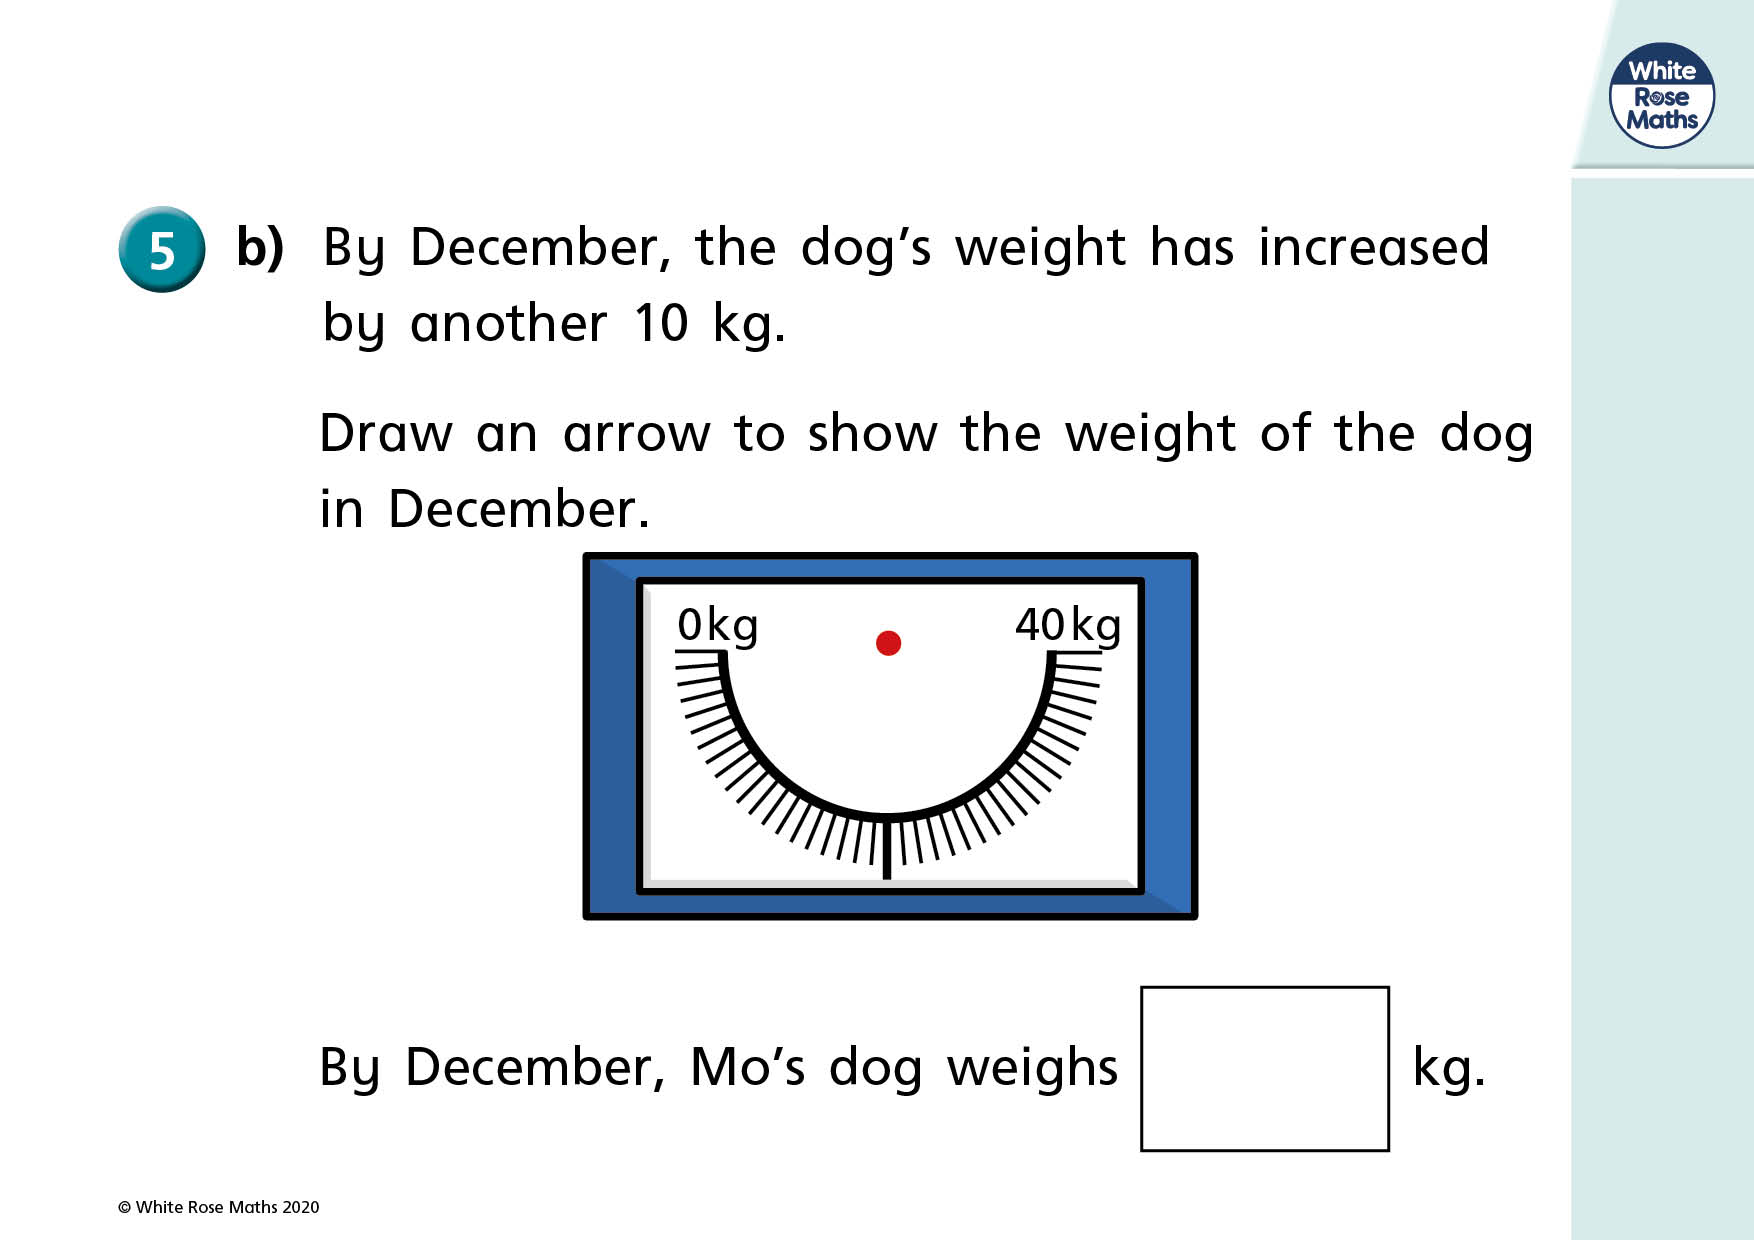 White
Rose
Maths
5 b) By December, the dog’s weight has increased
by another 10 kg.
Draw an arrow to show the weight of the dog
in December.
0kg 40kg
By December, Mo’s dog weighs kg.
© White Rose Maths 2020